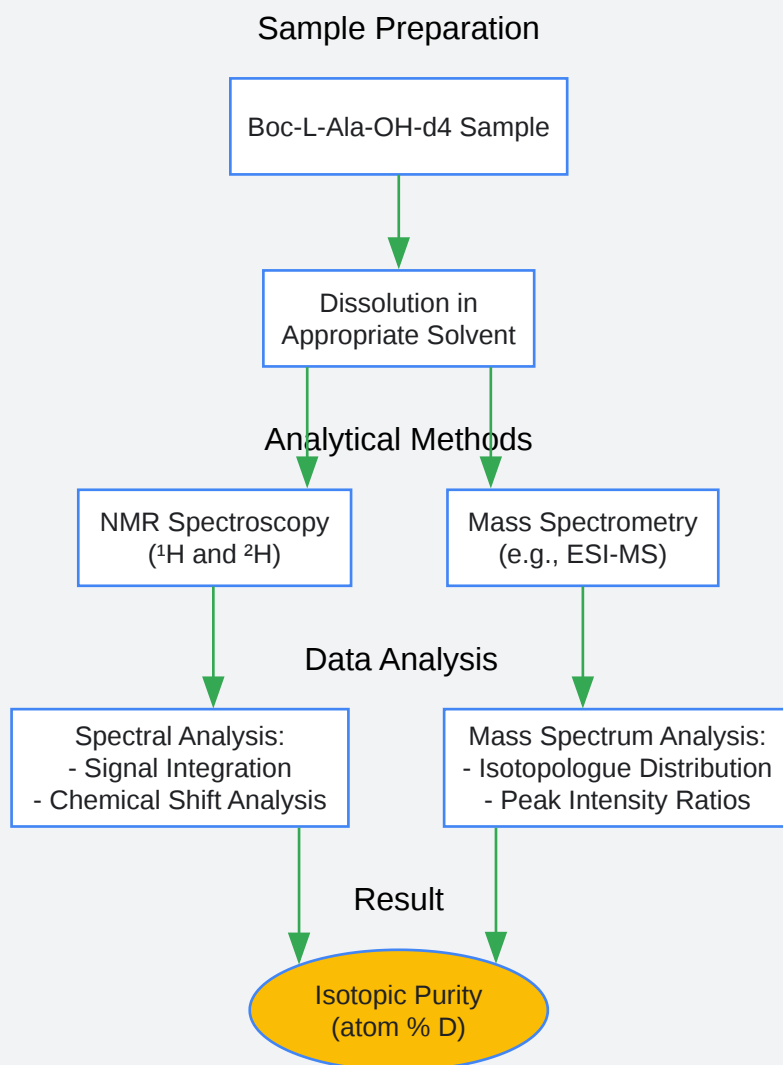 Sample Preparation
Boc-L-Ala-OH-d4 Sample
Dissolution in
Appropriate Solvent
Analytical Methods
NMR Spectroscopy
(¹H and ²H)
Mass Spectrometry
(e.g., ESI-MS)
Data Analysis
Spectral Analysis:
- Signal Integration
- Chemical Shift Analysis
Mass Spectrum Analysis:
- Isotopologue Distribution
- Peak Intensity Ratios
Result
Isotopic Purity
(atom % D)